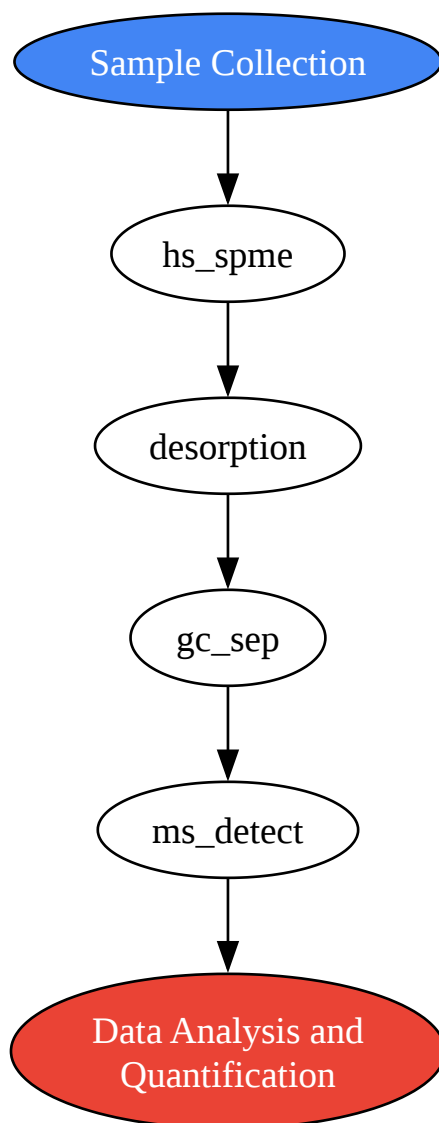 Sample Collection
hs_spme
desorption
gc_sep
ms_detect
Data Analysis and
Quantification